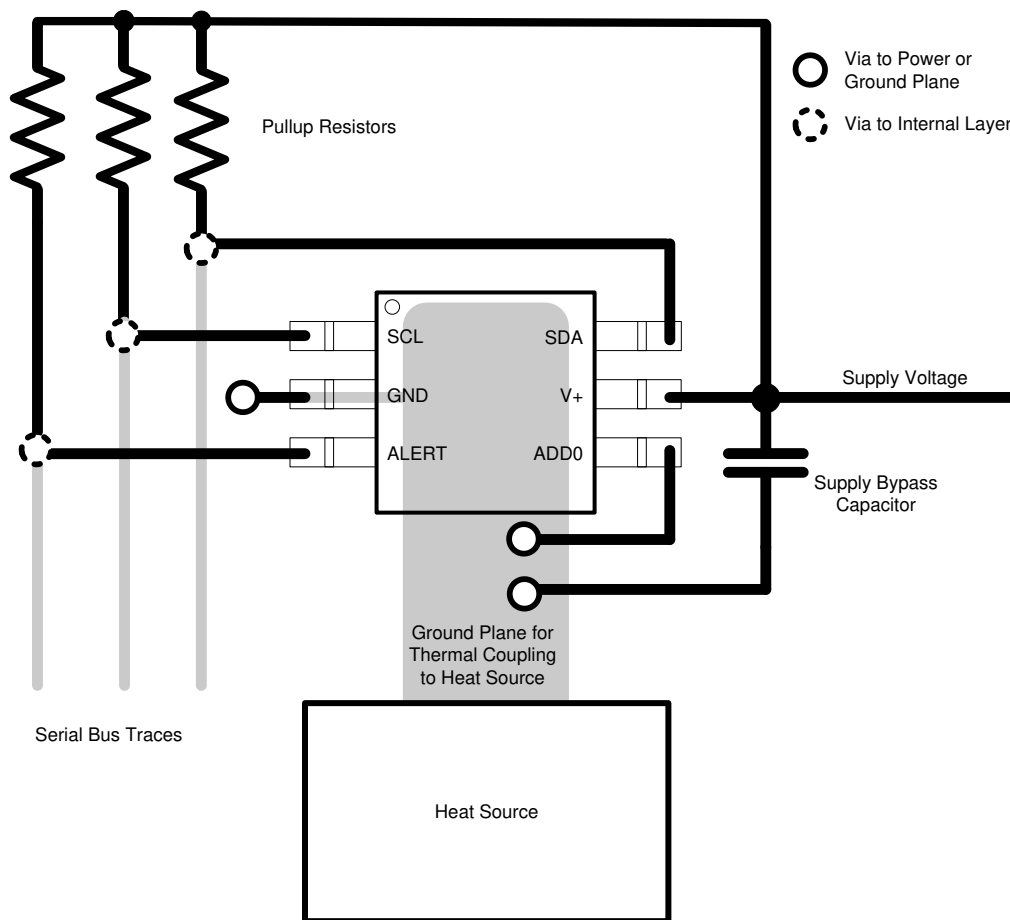 Via to Power or
Ground Plane
Via to Internal Layer
Pullup Resistors
SCL
SDA
GND
V+
ALERT
ADD0
Supply Voltage
Supply Bypass
Capacitor
Ground Plane for
Thermal Coupling
to Heat Source
Serial Bus Traces
Heat Source